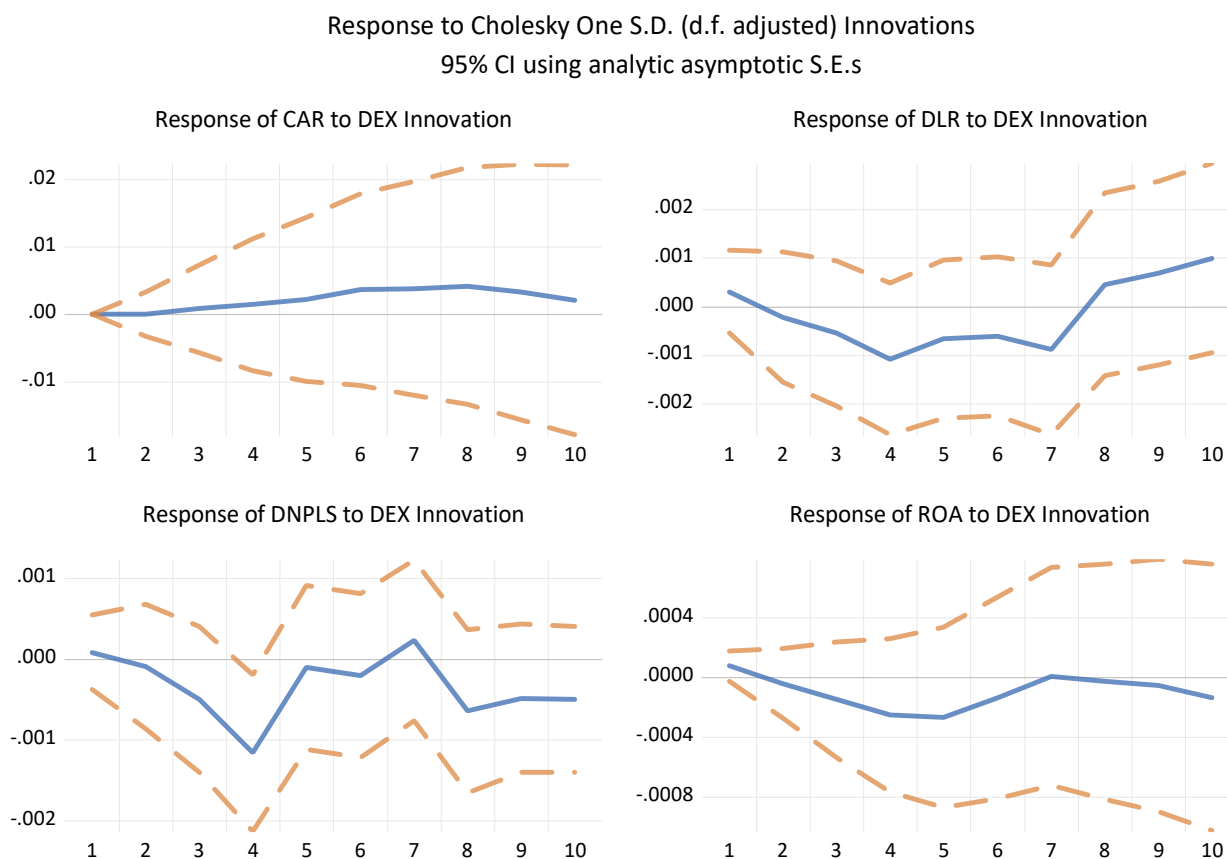 Response to Cholesky One S.D. (d.f. adjusted) Innovations
95% CI using analytic asymptotic S.E.s
Response of CAR to DEX Innovation
.02
.01
.00
-.01
1 2 3 4 5 6 7 8 9 10
Response of DLR to DEX Innovation
.002
.001
.000
-.001
-.002
1 2 3 4 5 6 7 8 9 10
Response of DNPLS to DEX Innovation
.001
.000
-.001
-.002
1 2 3 4 5 6 7 8 9 10
Response of ROA to DEX Innovation
.0004
.0000
-.0004
-.0008
1 2 3 4 5 6 7 8 9 10